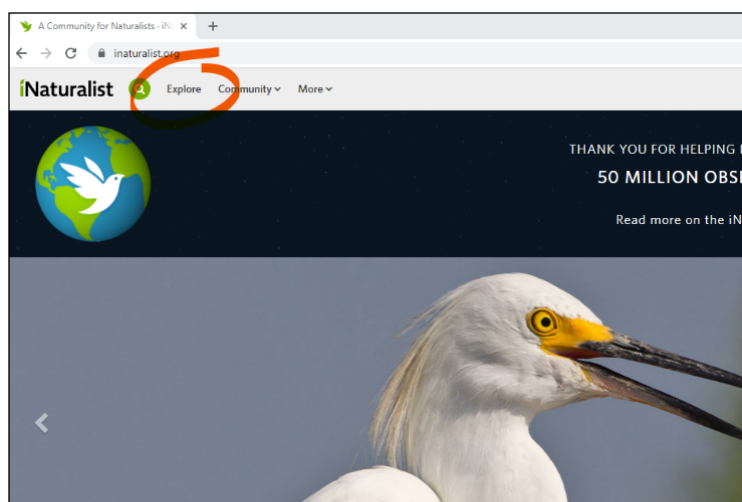 A Community for Naturalists - iN
inaturalist.org
iNaturalist Explore Community More
THANK YOU FOR HELPING
50 MILLION
Read more on the iN